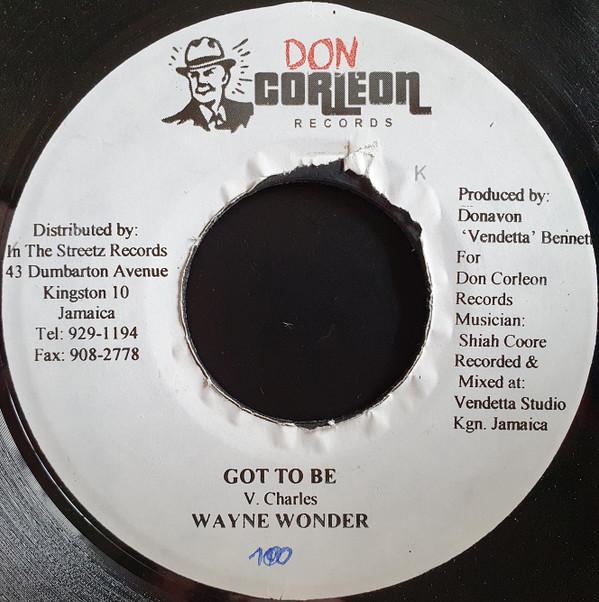 DON
CORLEON
RECORDS
K
Distributed by:
In The Streetz Records
43 Dumbarton Avenue
Kingston 10
Jamaica
Tel: 929-1194
Fax: 908-2778
Produced by:
Donavon
'Vendetta' Bennett
For
Don Corleon
Records
Musician:
Shiah Coore
Recorded &
Mixed at:
Vendetta Studio
Kgn. Jamaica
GOT TO BE
V. Charles
WAYNE WONDER
100